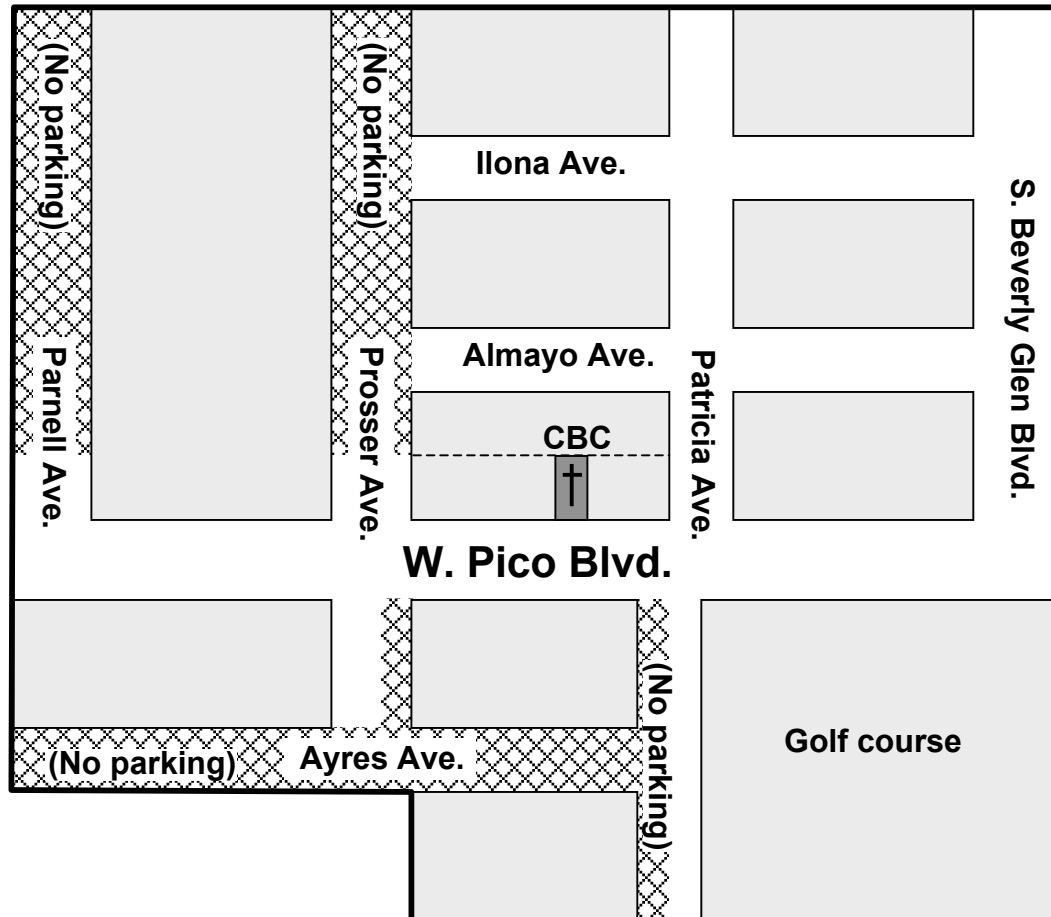 (No parking)
(No parking)
Ilona Ave.
S. Beverly Glen Blvd.
Almayo Ave.
Parnell Ave.
Prosser Ave.
Patricia Ave.
CBC
W. Pico Blvd.
(No parking)
Golf course
(No parking)
Ayres Ave.